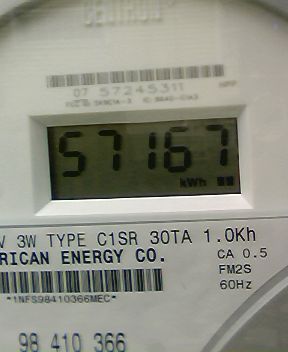 CENTRON
07 57245311
57167
kWh
V 3W TYPE C1SR 30TA 1.0Kh
RICAN ENERGY CO.
CA 0.5
FM2S
60Hz
*1NFS98410366MEC*
98 410 366